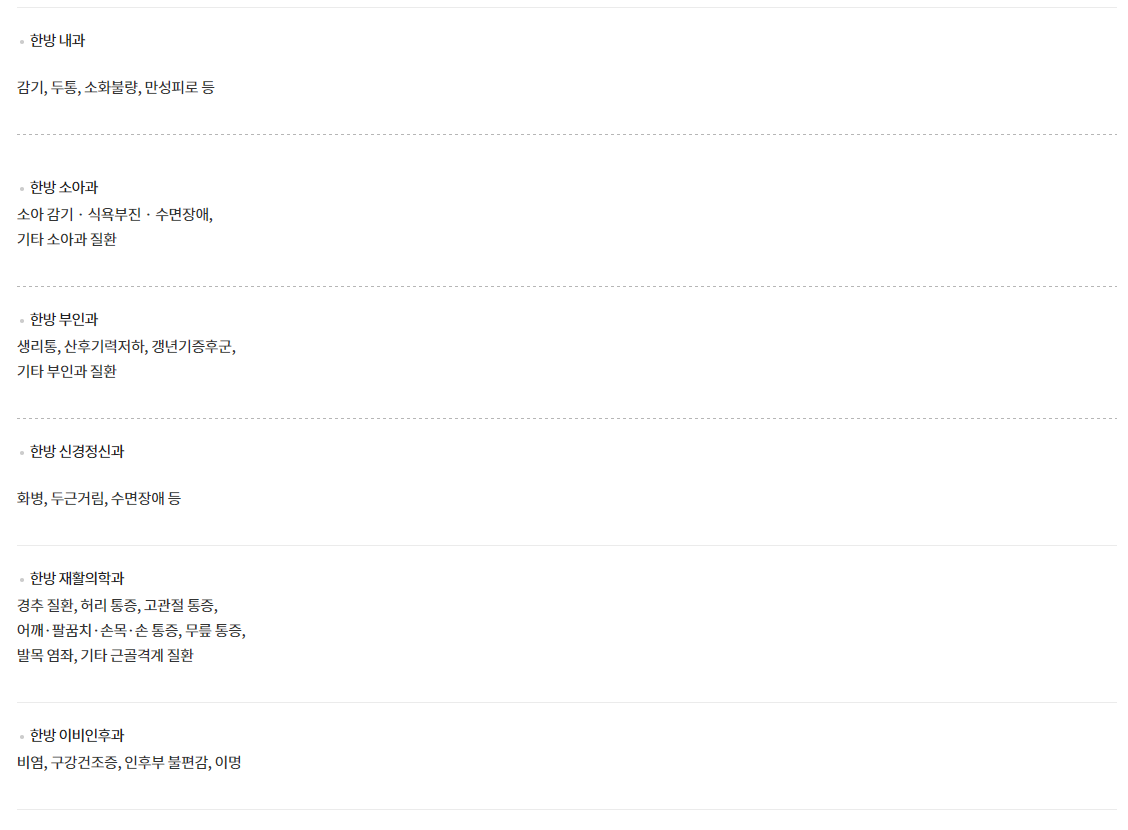 • 한방 내과
감기, 두통, 소화불량, 만성피로 등
• 한방 소아과
소아 감기 · 식욕부진 · 수면장애,
기타 소아과 질환
• 한방 부인과
생리통, 산후기력저하, 갱년기증후군,
기타 부인과 질환
• 한방 신경정신과
화병, 두근거림, 수면장애 등
• 한방 재활의학과
경추 질환, 허리 통증, 고관절 통증,
어깨·팔꿈치·손목·손 통증, 무릎 통증,
발목 염좌, 기타 근골격계 질환
• 한방 이비인후과
비염, 구강건조증, 인후부 불편감, 이명